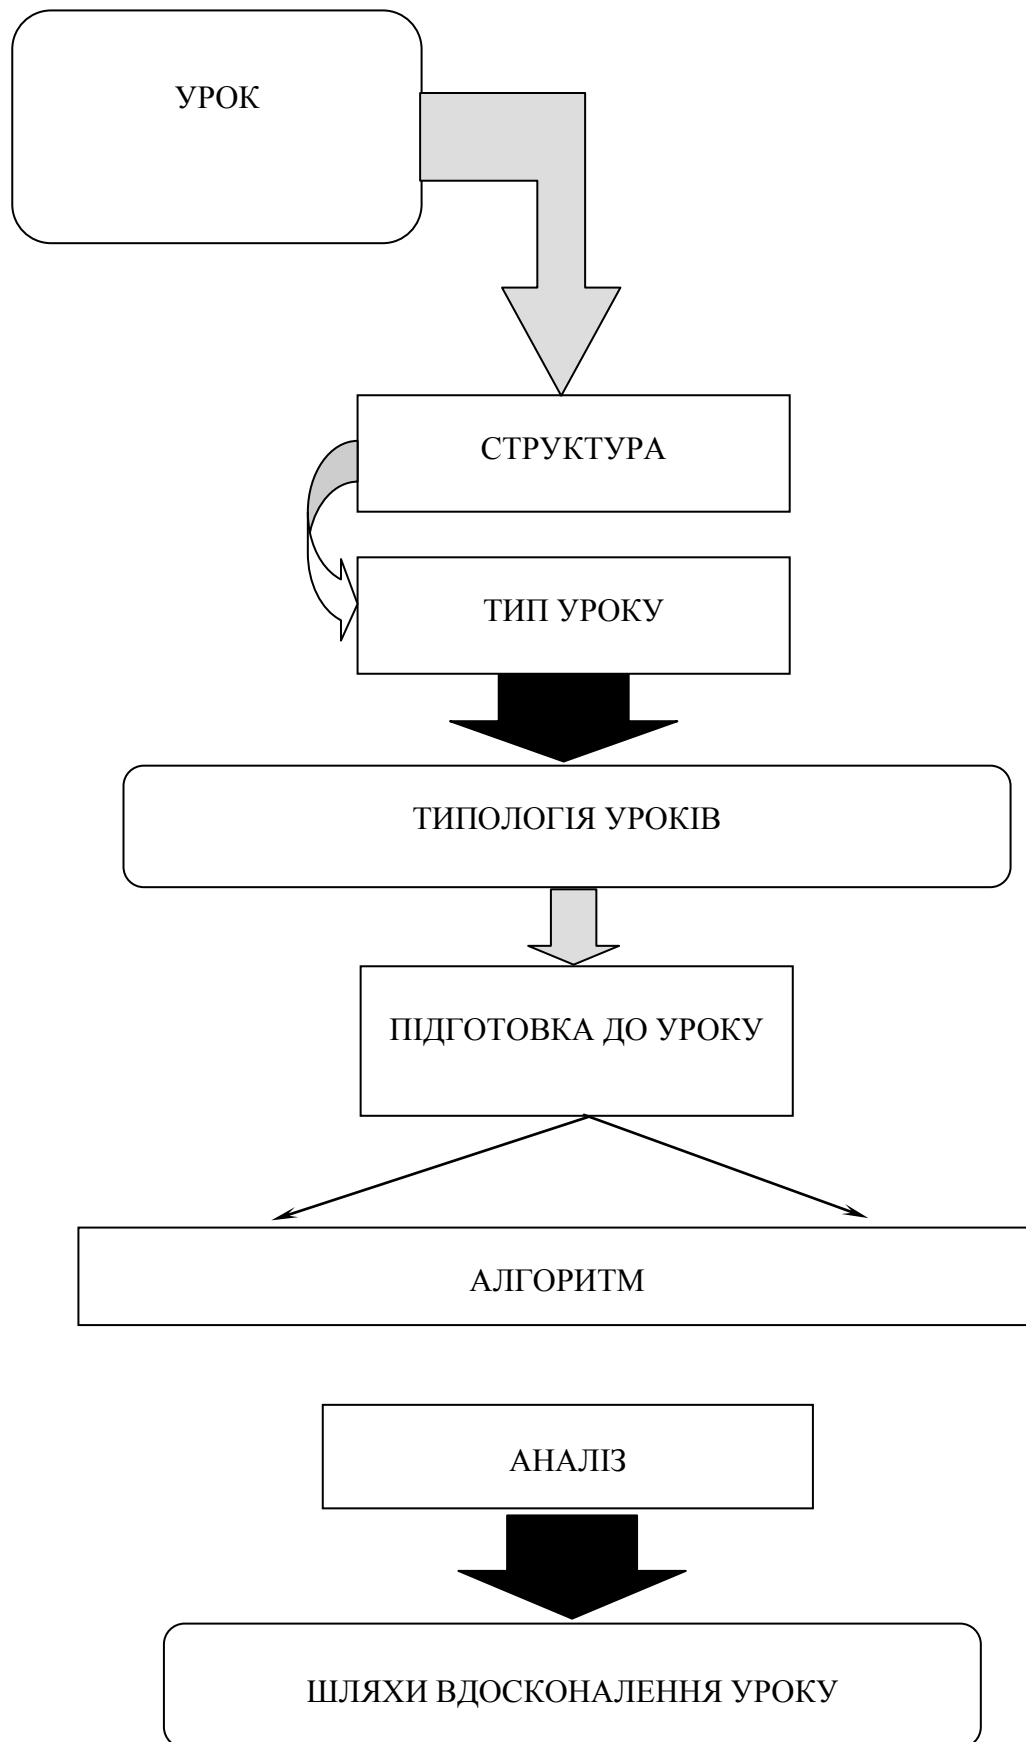 УРОК
СТРУКТУРА
ТИП УРОКУ
ТИПОЛОГІЯ УРОКІВ
ПІДГОТОВКА ДО УРОКУ
АЛГОРИТМ
АНАЛІЗ
ШЛЯХИ ВДОСКОНАЛЕННЯ УРОКУ